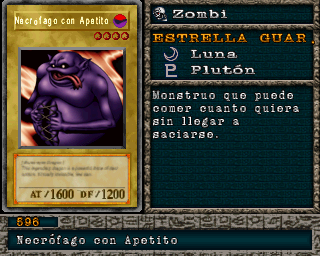 Necrófago con Apetito
AT/1600 DF/1200
Zombi
ESTRELLA GUAR.
Luna
Plutón
Monstruo que puede
comer cuanto quiera
sin llegar a
saciarse.
596
Necrófago con Apetito